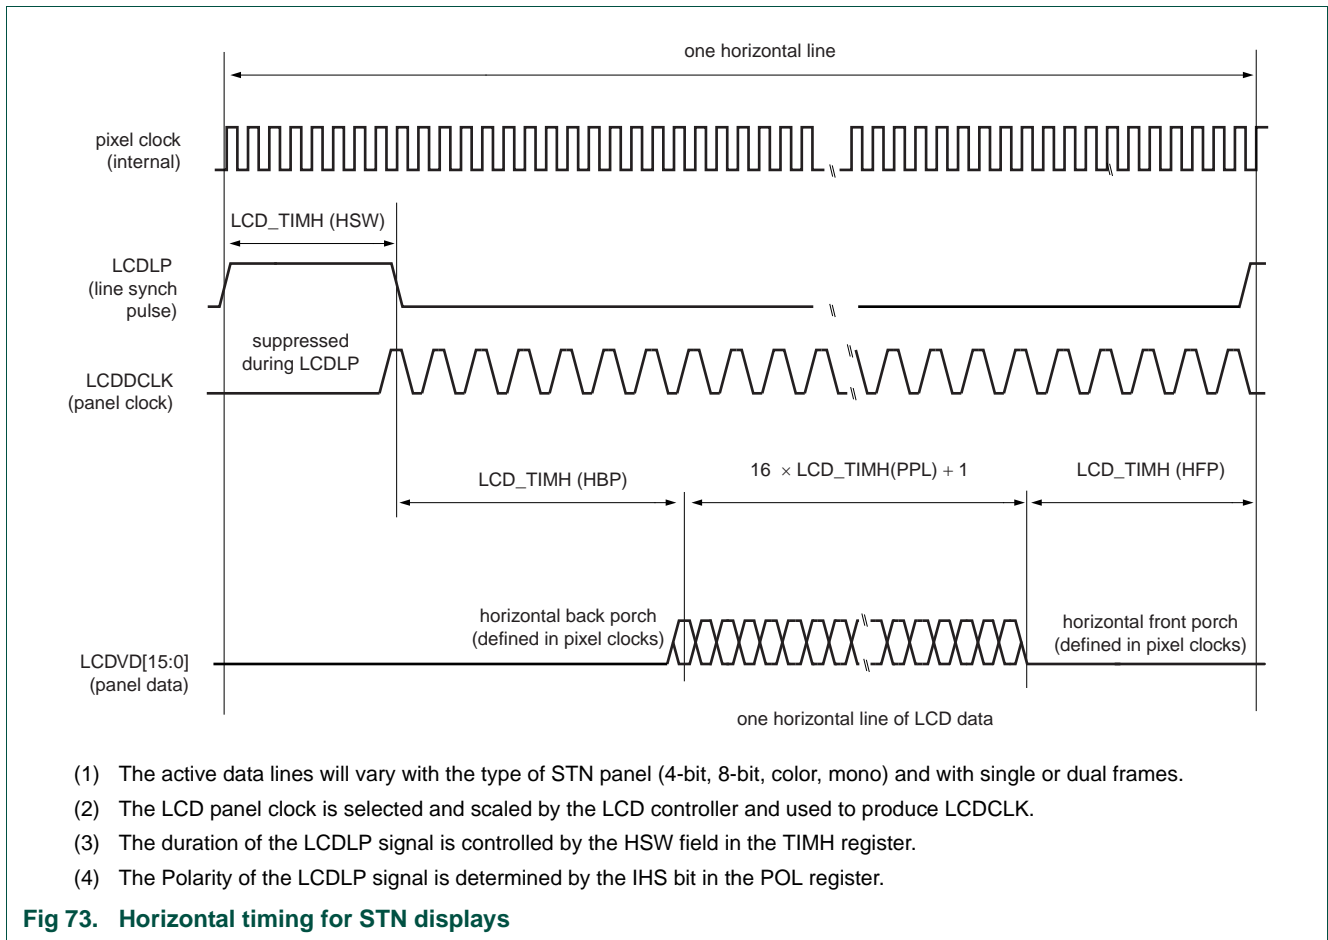 one horizontal line
pixel clock
(internal)
LCD_TIMH (HSW)
LCDLP
(line synch
pulse)
suppressed
during LCDLP
LCDDCLK
(panel clock)
LCD_TIMH (HBP)
16 × LCD_TIMH(PPL) + 1
LCD_TIMH (HFP)
horizontal back porch
(defined in pixel clocks)
horizontal front porch
(defined in pixel clocks)
LCDVD[15:0]
(panel data)
one horizontal line of LCD data
(1) The active data lines will vary with the type of STN panel (4-bit, 8-bit, color, mono) and with single or dual frames.
(2) The LCD panel clock is selected and scaled by the LCD controller and used to produce LCDCLK.
(3) The duration of the LCDLP signal is controlled by the HSW field in the TIMH register.
(4) The Polarity of the LCDLP signal is determined by the IHS bit in the POL register.
Fig 73. Horizontal timing for STN displays